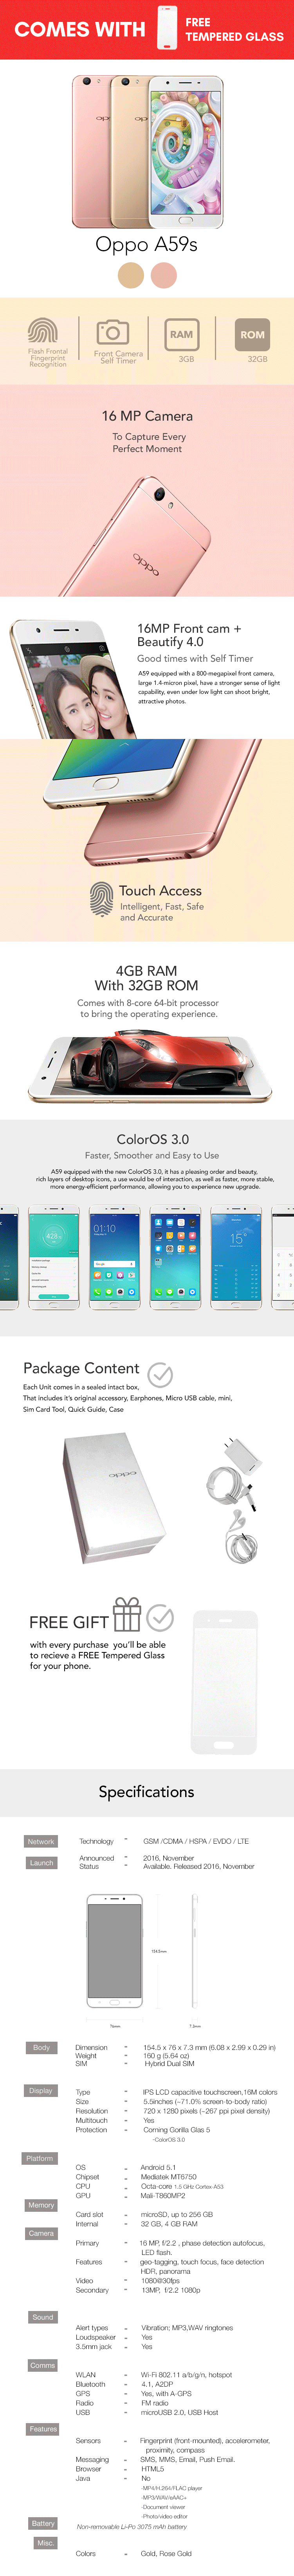 COMES WITH
FREE
TEMPERED GLASS
oppo
Oppo A59s
Flash Frontal
Fingerprint
Recognition
Front Camera
Self Timer
RAM
3GB
ROM
32GB
16 MP Camera
To Capture Every
Perfect Moment
oppo
16MP Front cam +
Beautify 4.0
Good times with Self Timer
A59 equipped with a 800-megapixel front camera,
large 1.4-micron pixel, have a stronger sense of light
capability, even under low light can shoot bright,
attractive photos.
Touch Access
Intelligent, Fast, Safe
and Accurate
4GB RAM
With 32GB ROM
Comes with 8-core 64-bit processor
to bring the operating experience.
ColorOS 3.0
Faster, Smoother and Easy to Use
A59 equipped with the new ColorOS 3.0, it has a pleasing order and beauty,
rich layers of desktop icons, a use would be of interaction, as well as faster, more stable,
more energy-efficient performance, allowing you to experience new upgrade.
428
01:10
15°
Package Content
Each Unit comes in a sealed intact box,
That includes it's original accessory, Earphones, Micro USB cable, mini,
Sim Card Tool, Quick Guide, Case
oppo
FREE GIFT
with every purchase you'll be able
to recieve a FREE Tempered Glass
for your phone.
Specifications
Network
Technology - GSM /CDMA / HSPA / EVDO / LTE
Launch
Announced - 2016, November
Status - Available. Released 2016, November
154.5mm
76mm
7.3mm
Body
Dimension - 154.5 x 76 x 7.3 mm (6.08 x 2.99 x 0.29 in)
Weight - 160 g (5.64 oz)
SIM - Hybrid Dual SIM
Display
Type - IPS LCD capacitive touchscreen,16M colors
Size - 5.5inches (~71.0% screen-to-body ratio)
Resolution - 720 x 1280 pixels (~267 ppi pixel density)
Multitouch - Yes
Protection - Corning Gorilla Glas 5
-ColorOS 3.0
Platform
OS - Android 5.1
Chipset - Mediatek MT6750
CPU - Octa-core 1.5 GHz Cortex-A53
GPU - Mali-T860MP2
Memory
Card slot - microSD, up to 256 GB
Internal - 32 GB, 4 GB RAM
Camera
Primary - 16 MP, f/2.2 , phase detection autofocus,
LED flash.
Features - geo-tagging, touch focus, face detection
HDR, panorama
Video - 1080@30fps
Secondary - 13MP, f/2.2 1080p
Sound
Alert types - Vibration; MP3,WAV ringtones
Loudspeaker - Yes
3.5mm jack - Yes
Comms
WLAN - Wi-Fi 802.11 a/b/g/n, hotspot
Bluetooth - 4.1, A2DP
GPS - Yes, with A-GPS
Radio - FM radio
USB - microUSB 2.0, USB Host
Features
Sensors - Fingerprint (front-mounted), accelerometer,
proximity, compass
Messaging - SMS, MMS, Email, Push Email.
Browser - HTML5
Java - No
-MP4/H.264/FLAC player
-MP3/WAV/eAAC+
-Document viewer
-Photo/video editor
Battery
Non-removable Li-Po 3075 mAh battery
Misc.
Colors - Gold, Rose Gold